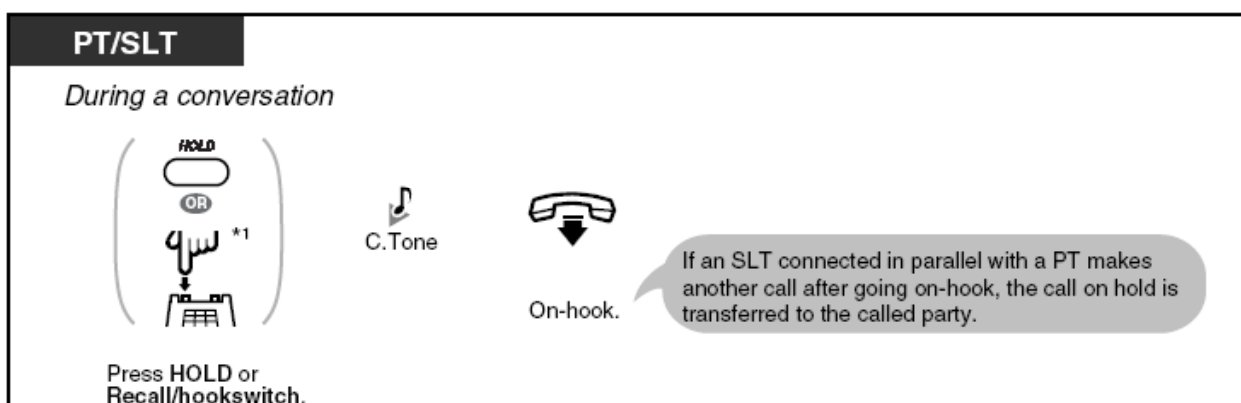 PT/SLT
During a conversation
HOLD
OR
*1
C.Tone
On-hook.
If an SLT connected in parallel with a PT makes
another call after going on-hook, the call on hold is
transferred to the called party.
Press HOLD or
Recall/hookswitch.